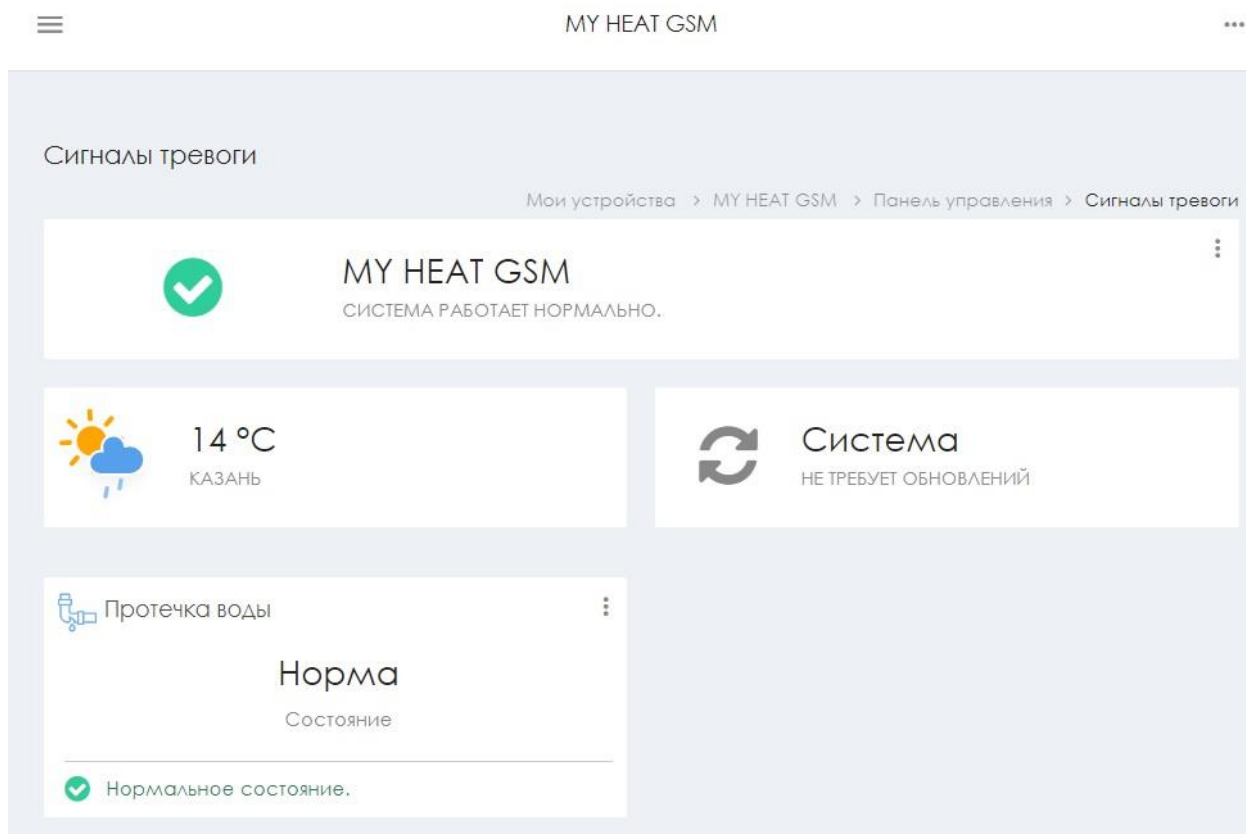 MY HEAT GSM
Сигналы тревоги
Мои устройства > MY HEAT GSM > Панель управления > Сигналы тревоги
MY HEAT GSM
СИСТЕМА РАБОТАЕТ НОРМАЛЬНО.
14 °C
КАЗАНЬ
Система
НЕ ТРЕБУЕТ ОБНОВЛЕНИЙ
Протечка воды
Норма
Состояние
Нормальное состояние.